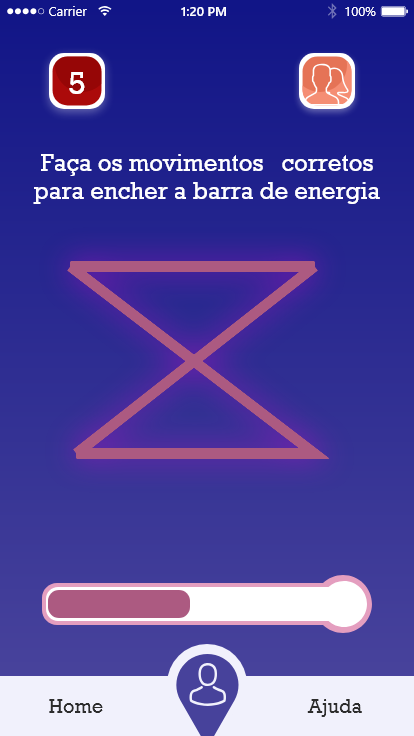 Carrier 1:20 PM 100%
5
Faça os movimentos corretos
para encher a barra de energia
Home Ajuda